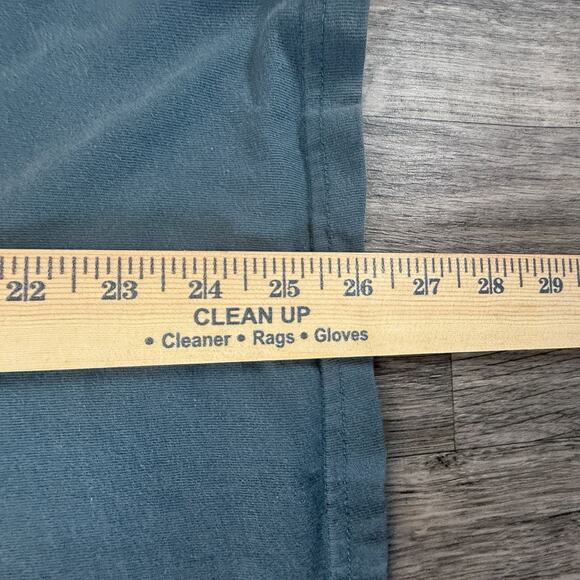 22 23 24 25 26 27 28 29
CLEAN UP
• Cleaner • Rags • Gloves